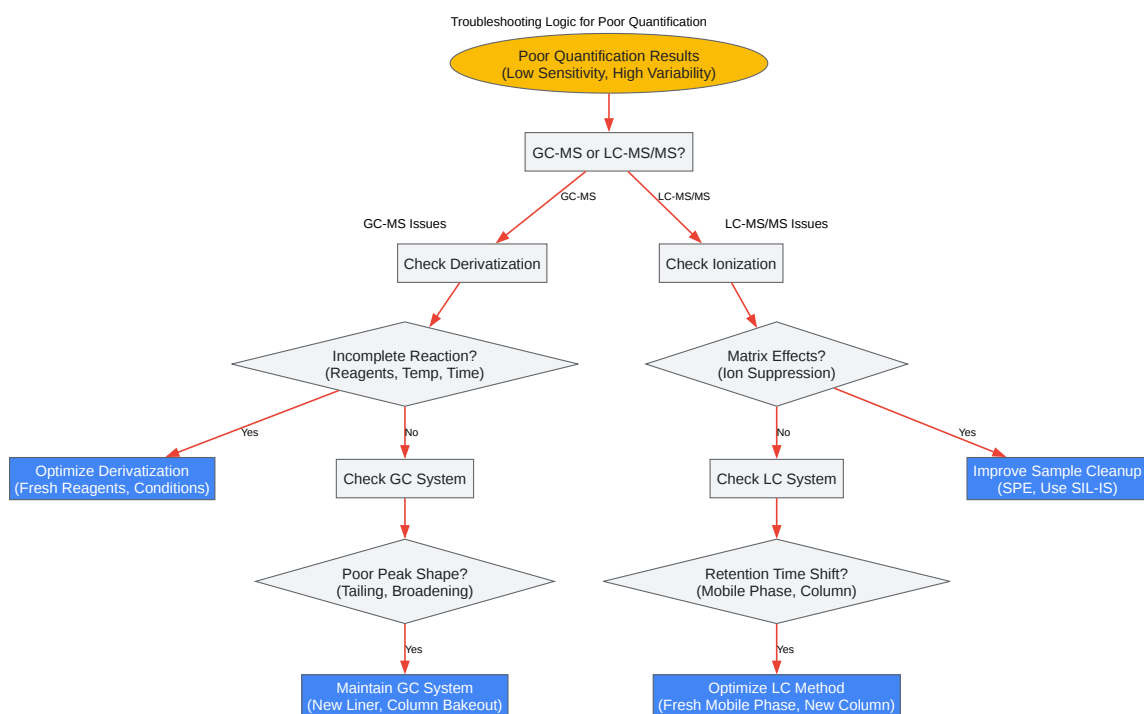 Troubleshooting Logic for Poor Quantification
Poor Quantification Results
(Low Sensitivity, High Variability)
GC-MS or LC-MS/MS?
GC-MS
LC-MS/MS
GC-MS Issues
LC-MS/MS Issues
Check Derivatization
Check Ionization
Incomplete Reaction?
(Reagents, Temp, Time)
Matrix Effects?
(Ion Suppression)
Yes
No
No
Yes
Optimize Derivatization
(Fresh Reagents, Conditions)
Check GC System
Check LC System
Improve Sample Cleanup
(SPE, Use SIL-IS)
Poor Peak Shape?
(Tailing, Broadening)
Retention Time Shift?
(Mobile Phase, Column)
Yes
Yes
Maintain GC System
(New Liner, Column Bakeout)
Optimize LC Method
(Fresh Mobile Phase, New Column)